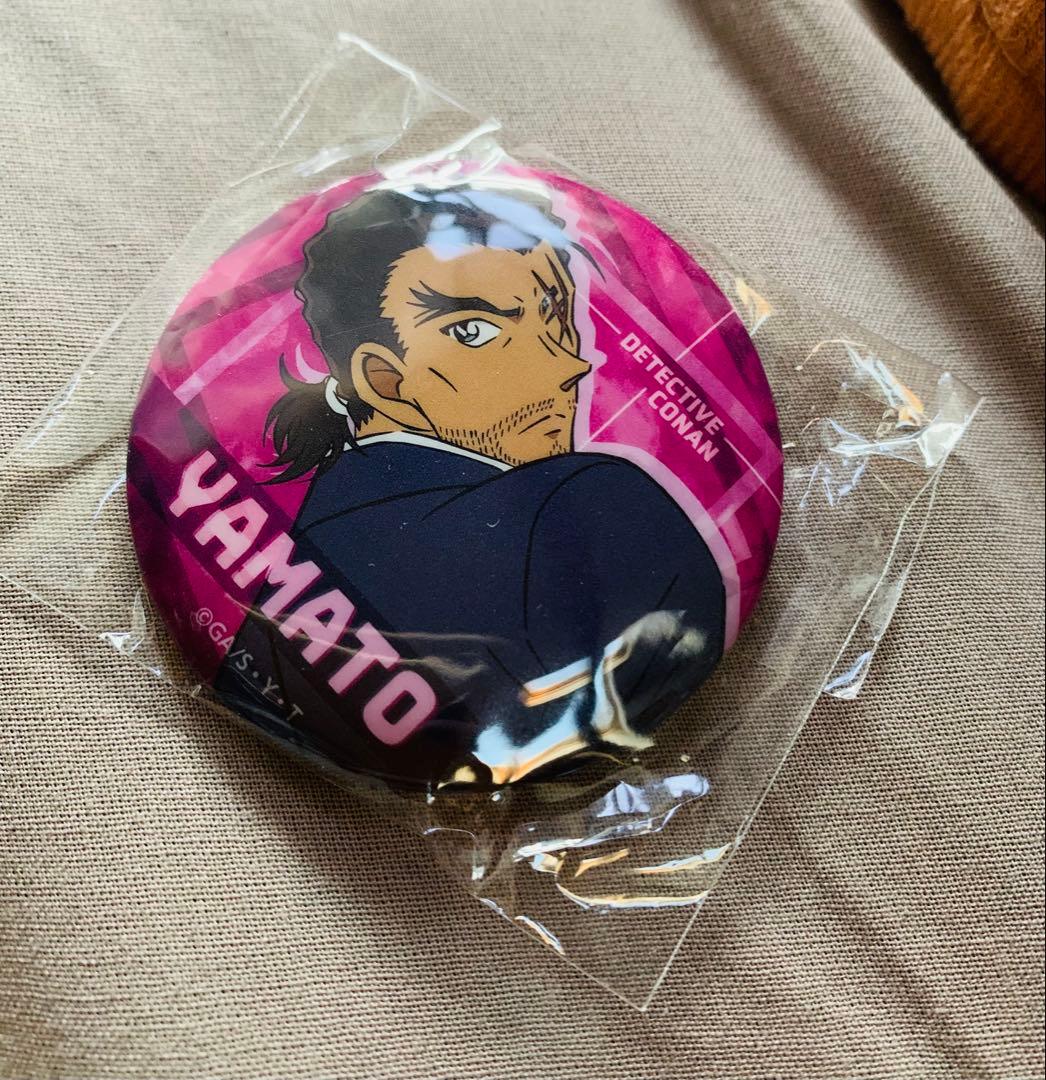 DETECTIVE
CONAN
YAMATO
©GA/S・Y・T